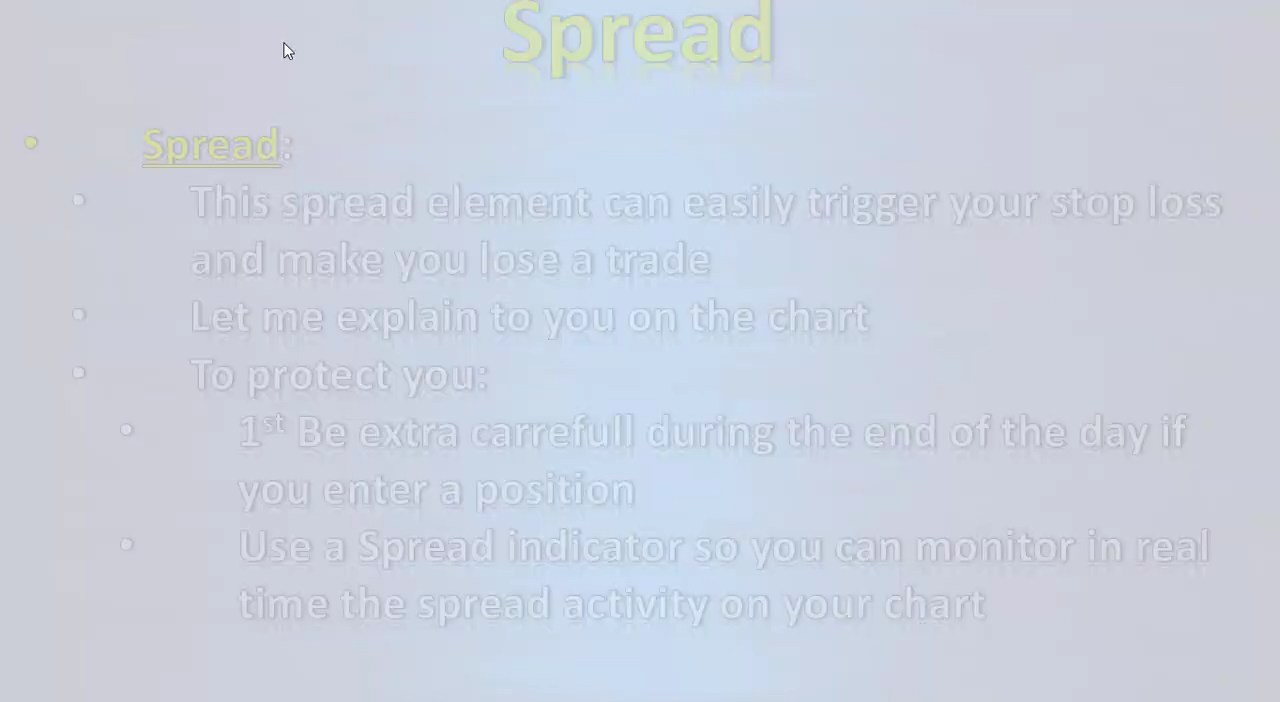 Spread
• Spread:
• This spread element can easily trigger your stop loss
and make you lose a trade
• Let me explain to you on the chart
• To protect you:
• 1st Be extra carrefull during the end of the day if
you enter a position
• Use a Spread indicator so you can monitor in real
time the spread activity on your chart